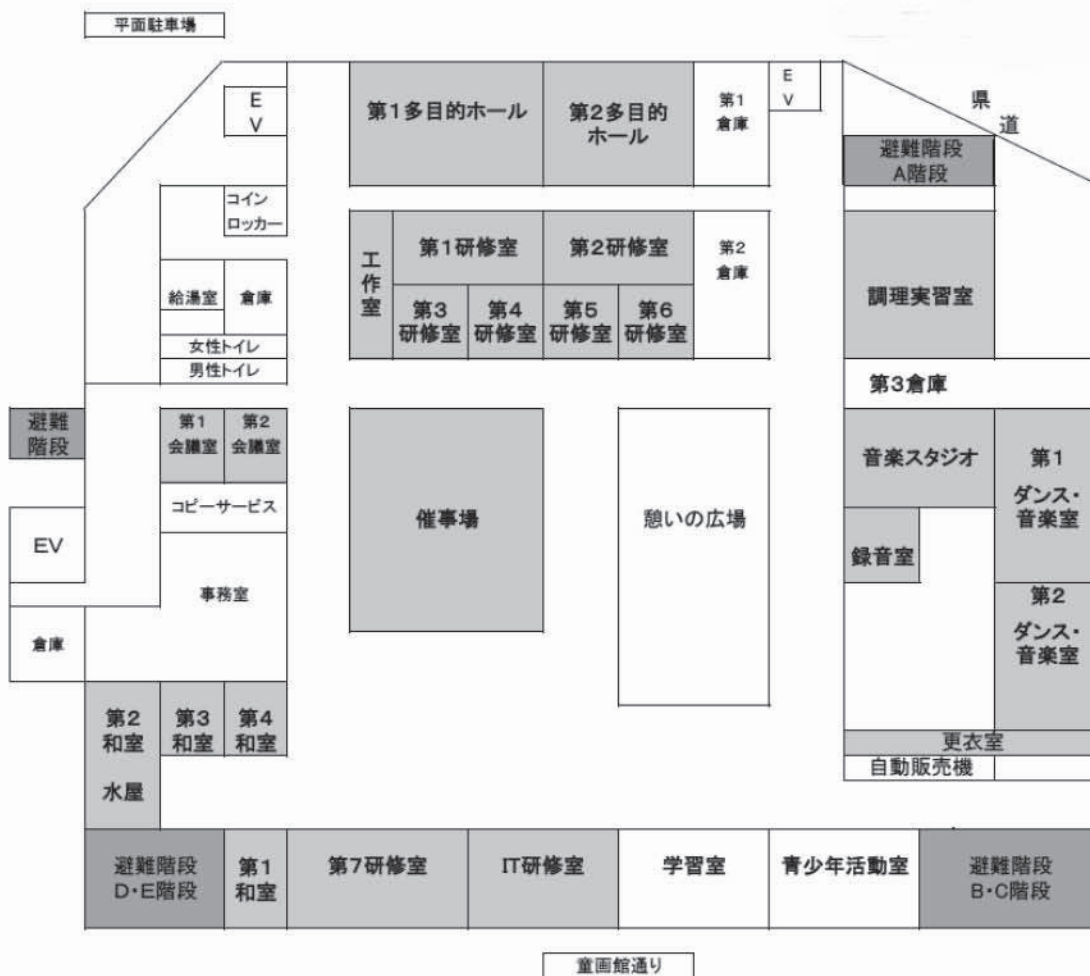 平面駐車場
県
道
E
V
第1多目的ホール
第2多目的
ホール
第1
倉庫
E
V
避難階段
A階段
コイン
ロッカー
工
作
室
第1研修室
第2研修室
第2
倉庫
調理実習室
給湯室
倉庫
第3
研修室
第4
研修室
第5
研修室
第6
研修室
女性トイレ
男性トイレ
第3倉庫
避難
階段
第1
会議室
第2
会議室
コピーサービス
催事場
憩いの広場
音楽スタジオ
第1
ダンス・
音楽室
EV
録音室
事務室
第2
ダンス・
音楽室
倉庫
第2
和室
水屋
第3
和室
第4
和室
更衣室
自動販売機
避難階段
D・E階段
第1
和室
第7研修室
IT研修室
学習室
青少年活動室
避難階段
B・C階段
童画館通り